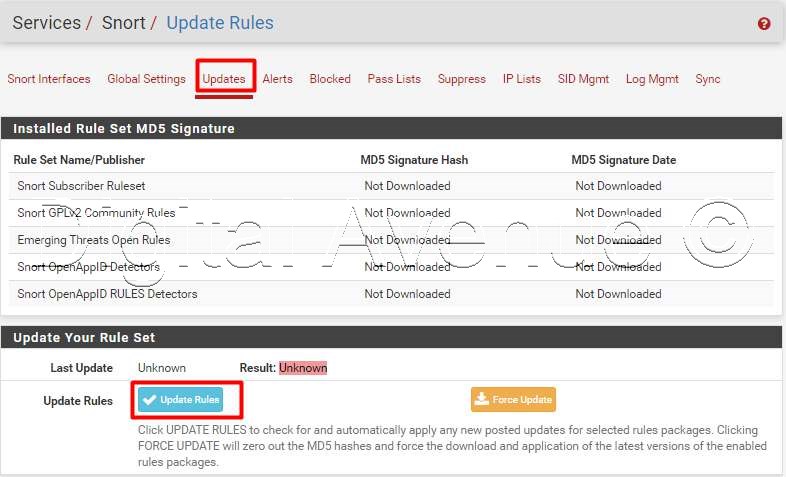 Services / Snort / Update Rules
Snort Interfaces Global Settings Updates Alerts Blocked Pass Lists Suppress IP Lists SID Mgmt Log Mgmt Sync
Installed Rule Set MD5 Signature
Rule Set Name/Publisher MD5 Signature Hash MD5 Signature Date
Snort Subscriber Ruleset Not Downloaded Not Downloaded
Snort GPLv2 Community Rules Not Downloaded Not Downloaded
Emerging Threats Open Rules Not Downloaded Not Downloaded
Snort OpenAppID Detectors Not Downloaded Not Downloaded
Snort OpenAppID RULES Detectors Not Downloaded Not Downloaded
Digital Avenue ©
Update Your Rule Set
Last Update Unknown Result: Unknown
Update Rules Update Rules Force Update
Click UPDATE RULES to check for and automatically apply any new posted updates for selected rules packages. Clicking
FORCE UPDATE will zero out the MD5 hashes and force the download and application of the latest versions of the enabled
rules packages.